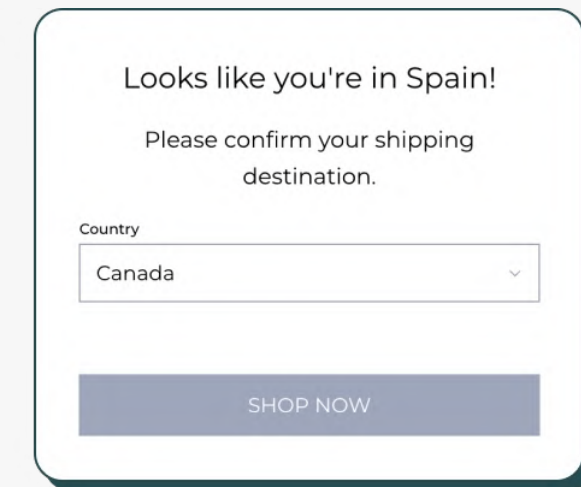 Looks like you're in Spain!
Please confirm your shipping
destination.
Country
Canada
SHOP NOW